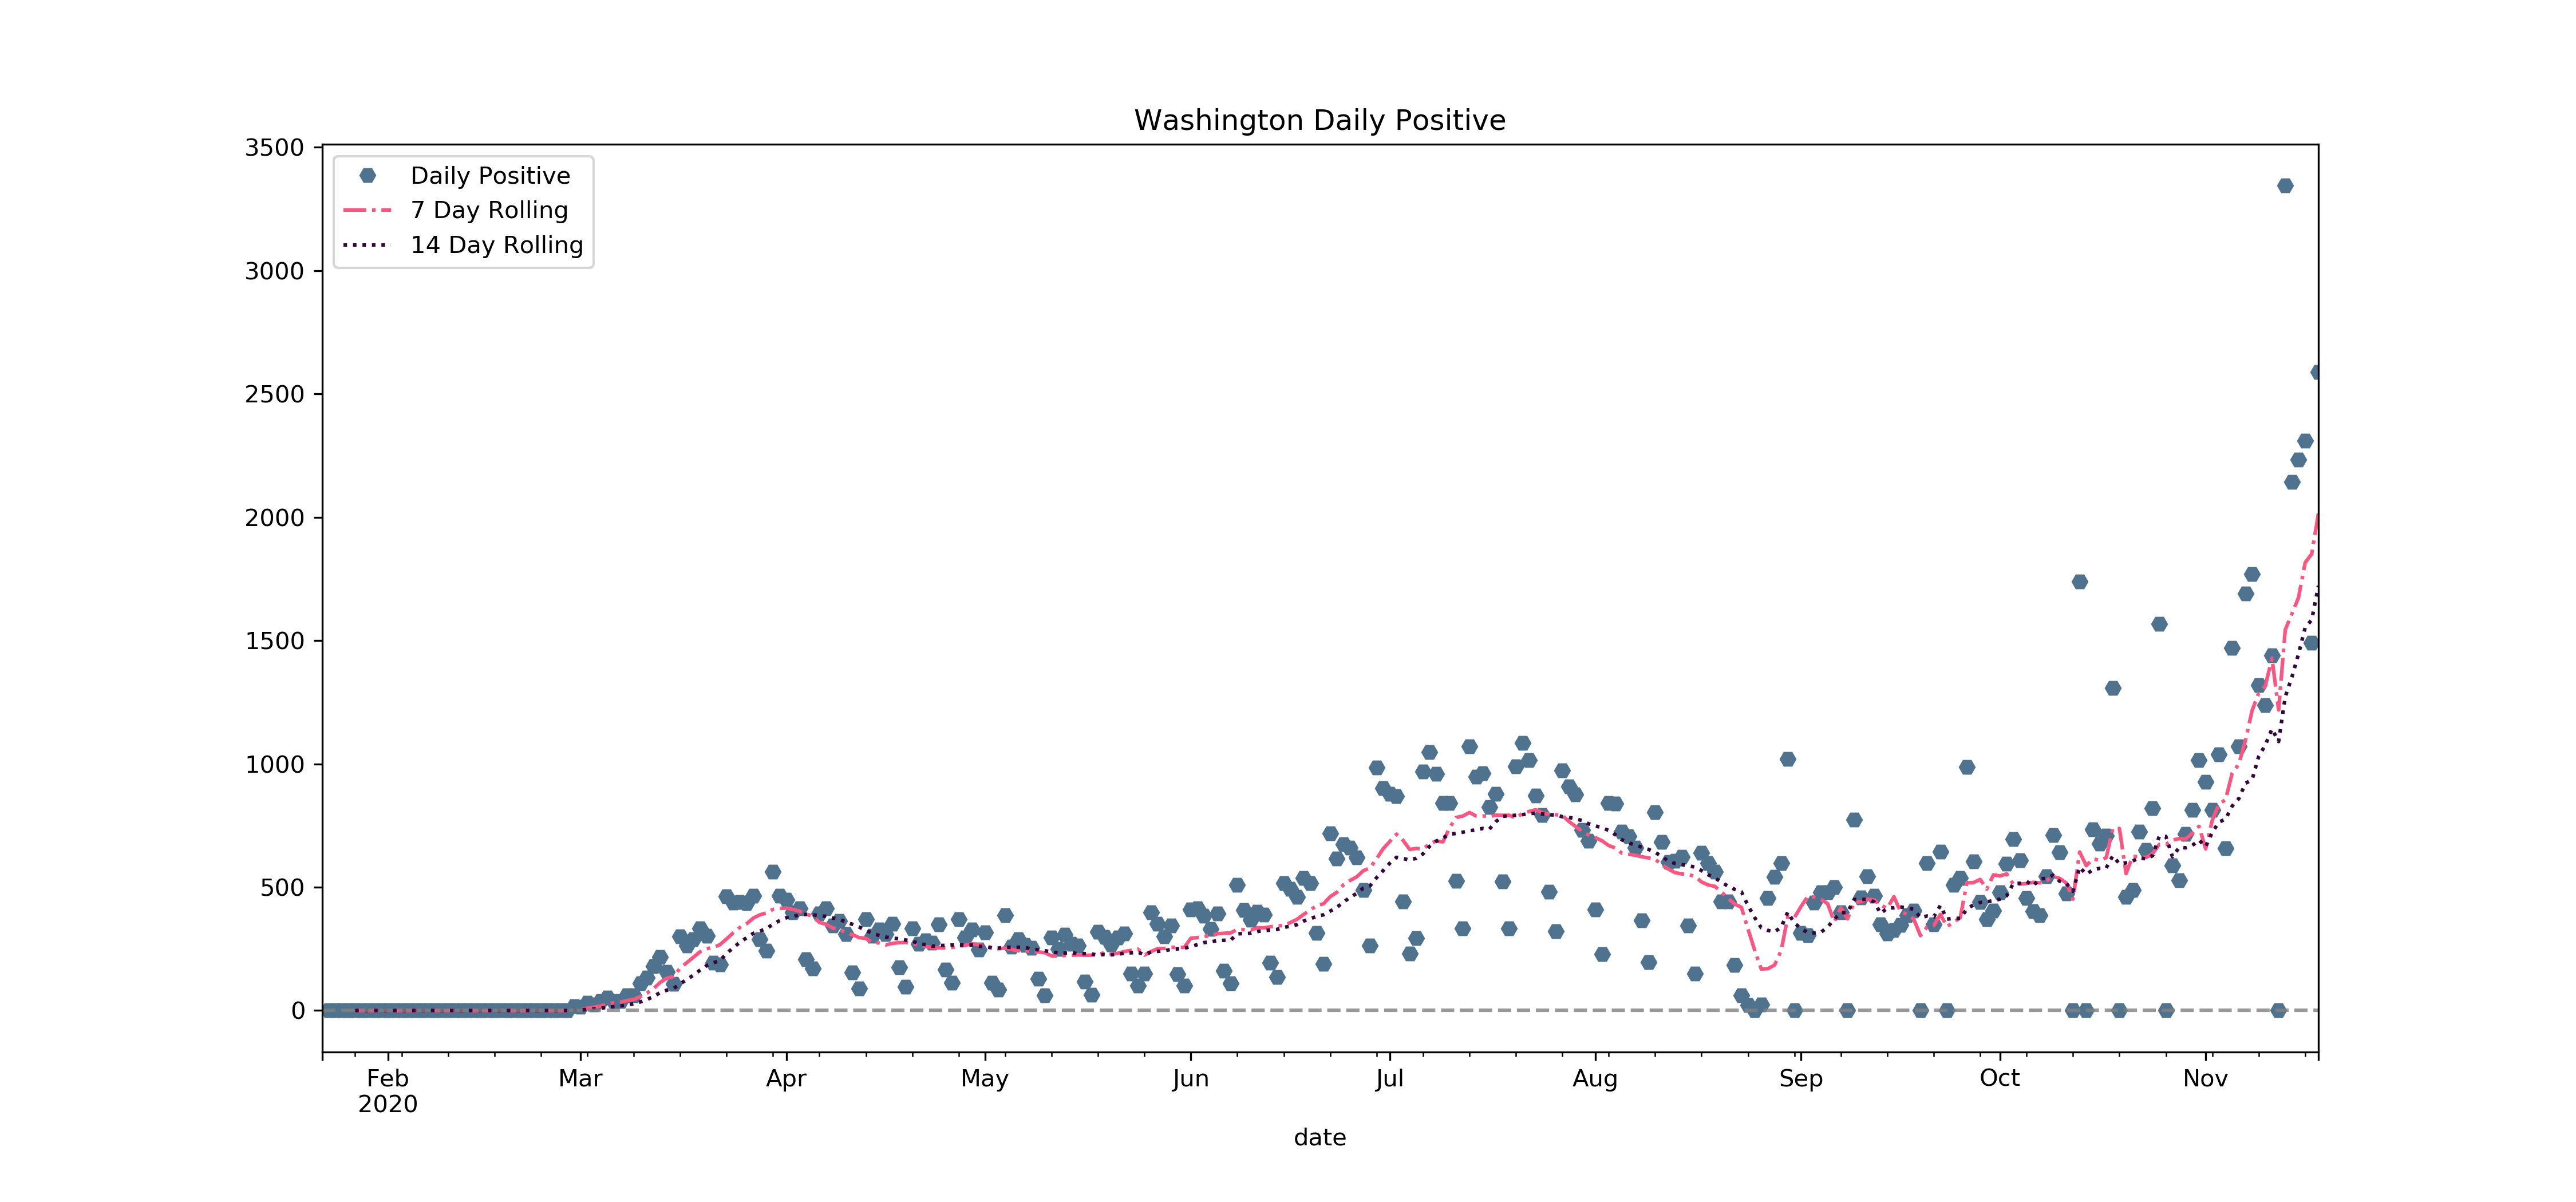 Washington Daily Positive
3500
3000
2500
2000
1500
1000
500
0
Daily Positive
7 Day Rolling
14 Day Rolling
Feb Mar Apr May Jun Jul Aug Sep Oct Nov
2020
date